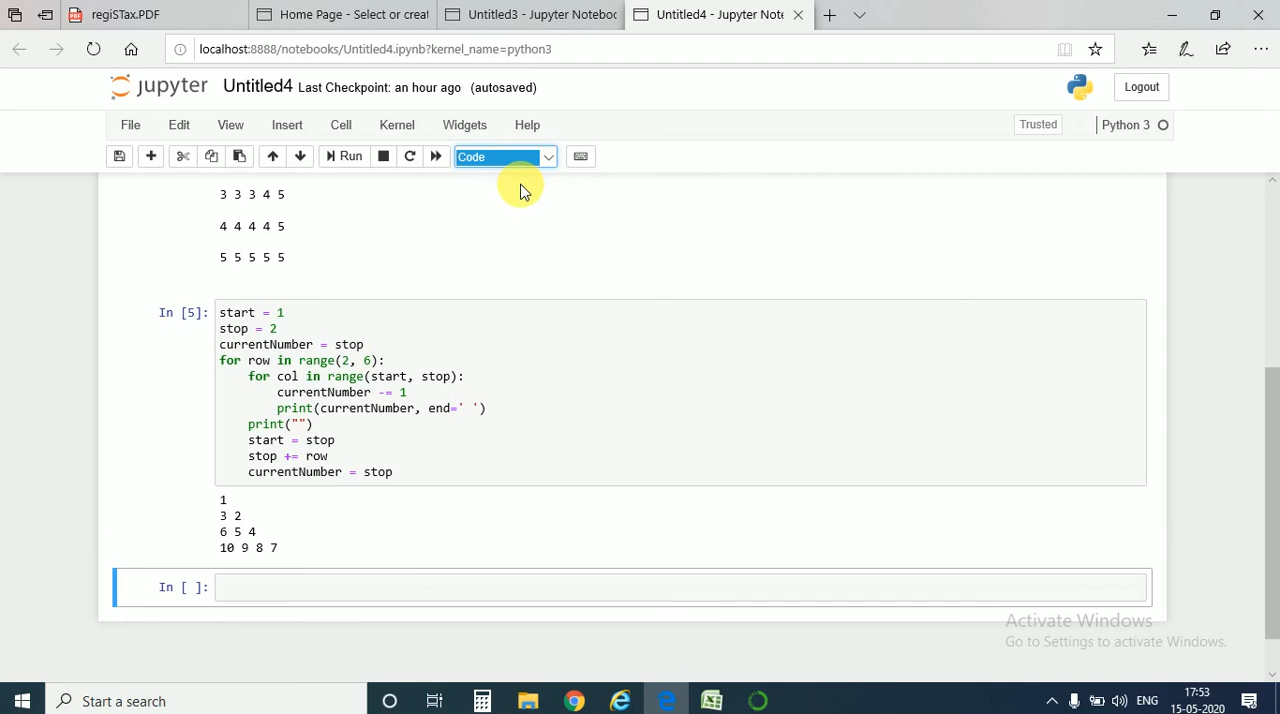 regiSTax.PDF
Home Page - Select or creat
Untitled3 - Jupyter Notebo
Untitled4 - Jupyter Note
localhost:8888/notebooks/Untitled4.ipynb?kernel_name=python3
jupyter Untitled4 Last Checkpoint: an hour ago (autosaved)
Logout
File Edit View Insert Cell Kernel Widgets Help
Trusted
Python 3
Run
Code
3 3 3 4 5
4 4 4 4 5
5 5 5 5 5
In [5]:
start = 1
stop = 2
currentNumber = stop
for row in range(2, 6):
    for col in range(start, stop):
        currentNumber -= 1
        print(currentNumber, end=' ')
    print("")
    start = stop
    stop += row
    currentNumber = stop
1
3 2
6 5 4
10 9 8 7
In [ ]:
Activate Windows
Go to Settings to activate Windows.
Start a search
ENG
17:53
15-05-2020